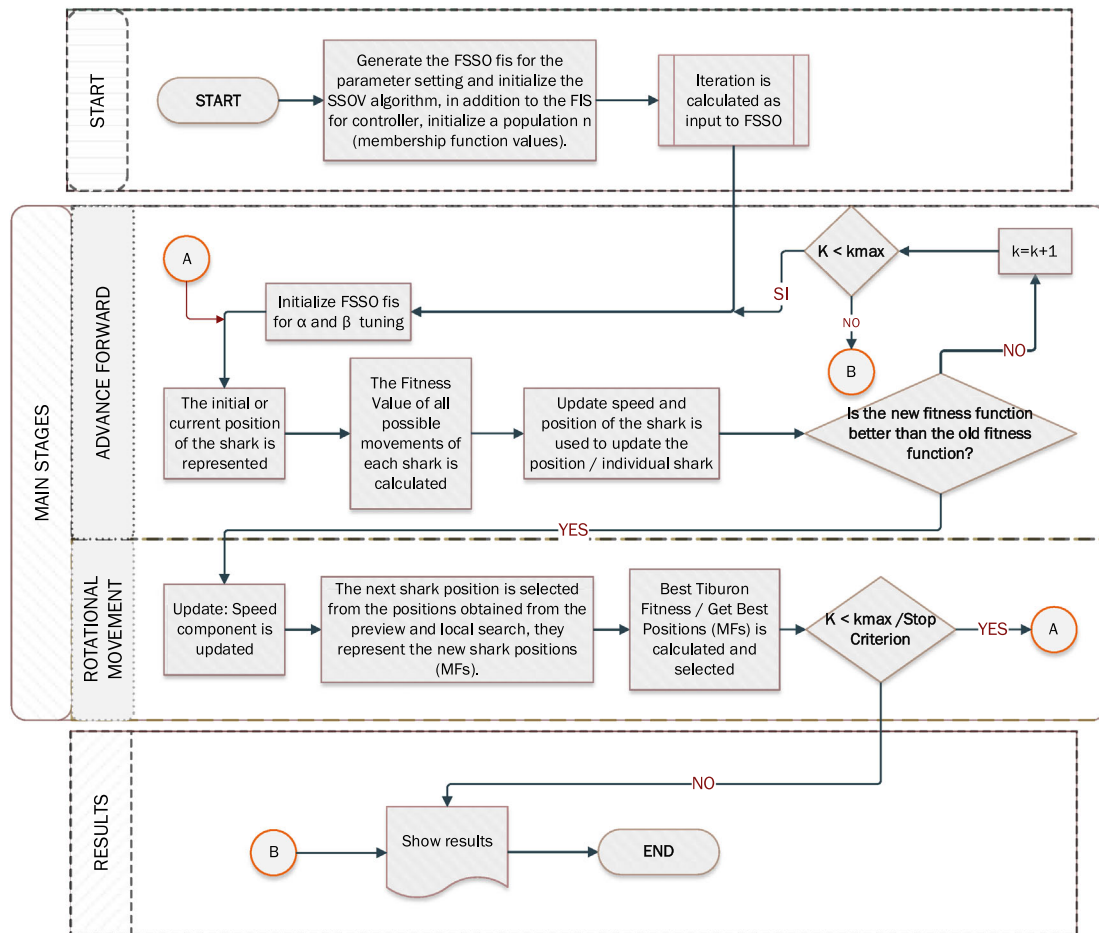 START
START
Generate the FSSO fis for the
parameter setting and initialize the
SSOV algorithm, in addition to the FIS
for controller, initialize a population n
(membership function values).
Iteration is
calculated as
input to FSSO
MAIN STAGES
ADVANCE FORWARD
A
K < kmax
k=k+1
SI
NO
B
Initialize FSSO fis
for α and β tuning
NO
The initial or
current position
of the shark is
represented
The Fitness
Value of all
possible
movements of
each shark is
calculated
Update speed and
position of the shark is
used to update the
position / individual shark
Is the new fitness function
better than the old fitness
function?
YES
ROTATIONAL
MOVEMENT
Update: Speed
component is
updated
The next shark position is selected
from the positions obtained from the
preview and local search, they
represent the new shark positions
(MFs).
Best Tiburon
Fitness / Get Best
Positions (MFs) is
calculated and
selected
K < kmax /Stop
Criterion
YES
A
NO
RESULTS
B
Show results
END